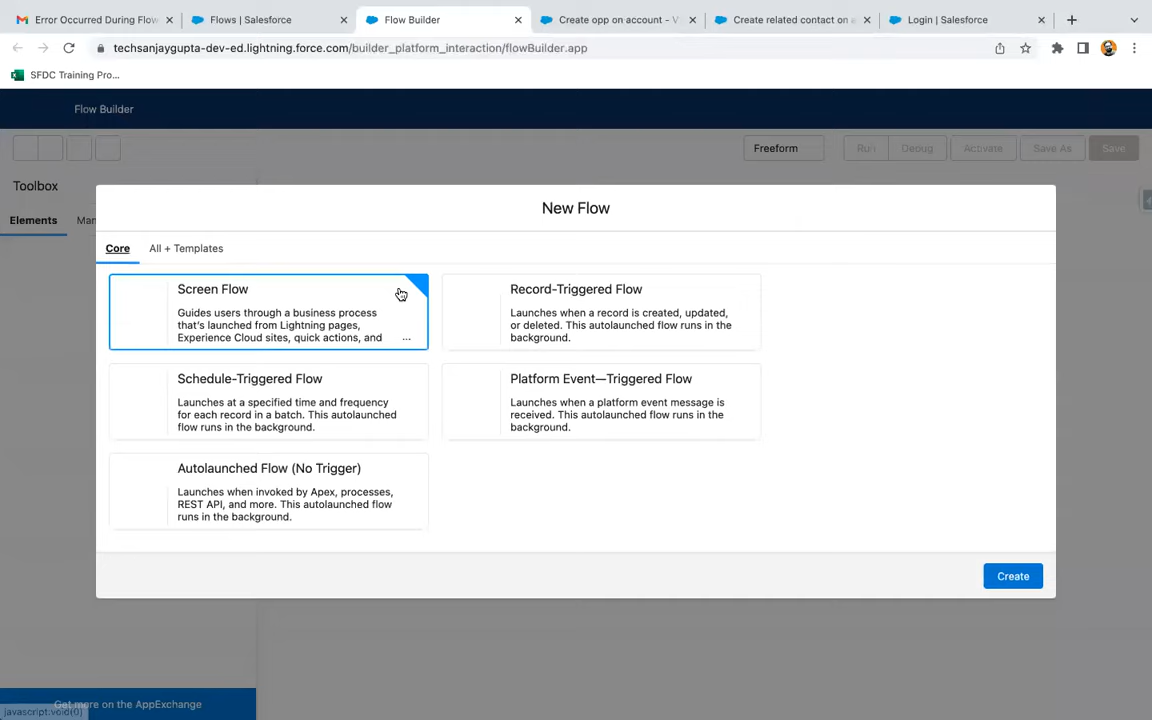 Error Occurred During Flow
Flows | Salesforce
Flow Builder
Create opp on account - V
Create related contact on a
Login | Salesforce
techsanjaygupta-dev-ed.lightning.force.com/builder_platform_interaction/flowBuilder.app
SFDC Training Pro...
Flow Builder
Freeform
Run
Debug
Activate
Save As
Save
Toolbox
Elements
Man
New Flow
Core
All + Templates
Screen Flow
Guides users through a business process
that's launched from Lightning pages,
Experience Cloud sites, quick actions, and
...
Record-Triggered Flow
Launches when a record is created, updated,
or deleted. This autolaunched flow runs in the
background.
Schedule-Triggered Flow
Launches at a specified time and frequency
for each record in a batch. This autolaunched
flow runs in the background.
Platform Event—Triggered Flow
Launches when a platform event message is
received. This autolaunched flow runs in the
background.
Autolaunched Flow (No Trigger)
Launches when invoked by Apex, processes,
REST API, and more. This autolaunched flow
runs in the background.
Create
Get more on the AppExchange
javascript:void(0)